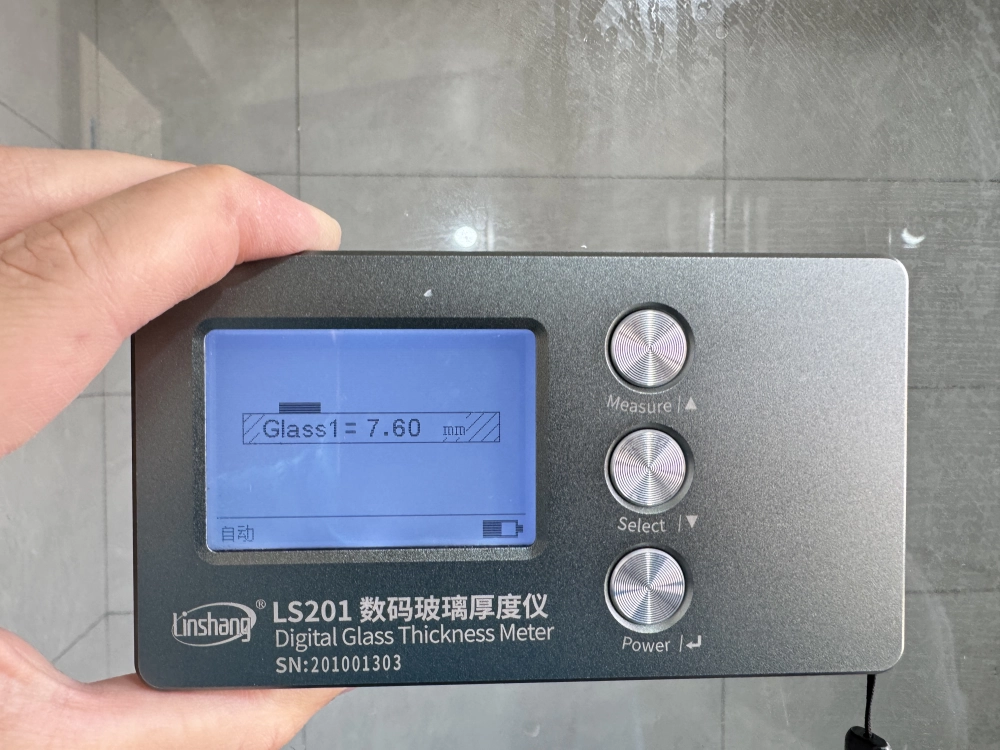 Glass1= 7.60 mm
自动
Measure | ▲
Select | ▼
Power | ↵
Linshang® LS201 数码玻璃厚度仪
Digital Glass Thickness Meter
SN:201001303